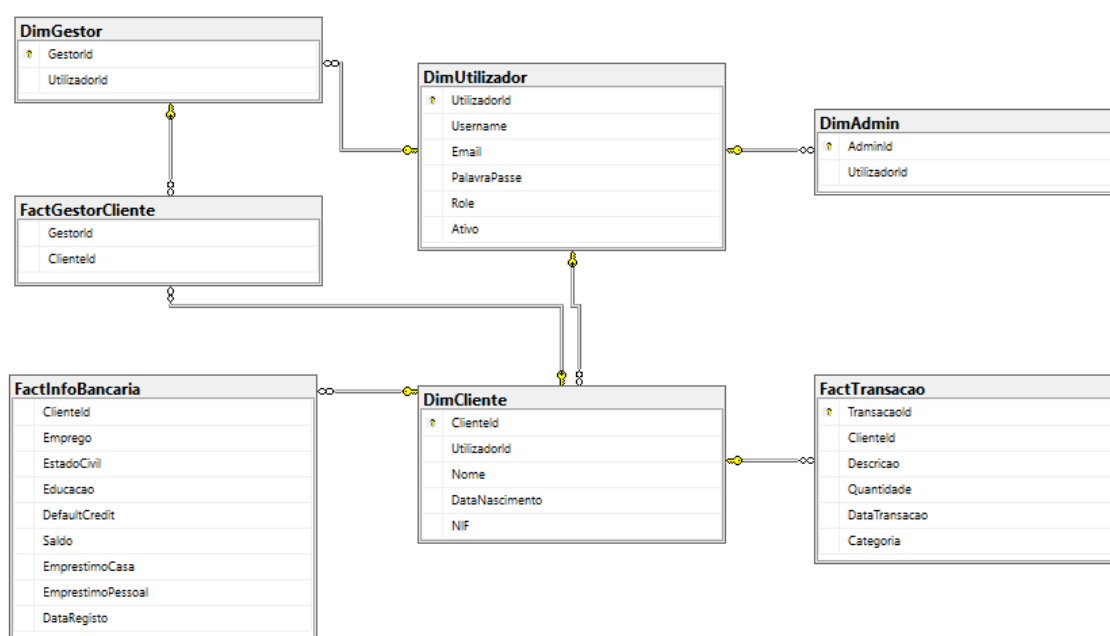 DimGestor
GestorId
UtilizadorId
DimUtilizador
UtilizadorId
Username
Email
PalavraPasse
Role
Ativo
DimAdmin
AdminId
UtilizadorId
FactGestorCliente
GestorId
ClienteId
FactInfoBancaria
ClienteId
Emprego
EstadoCivil
Educacao
DefaultCredit
Saldo
EmprestimoCasa
EmprestimoPessoal
DataRegisto
DimCliente
ClienteId
UtilizadorId
Nome
DataNascimento
NIF
FactTransacao
TransacaoId
ClienteId
Descricao
Quantidade
DataTransacao
Categoria